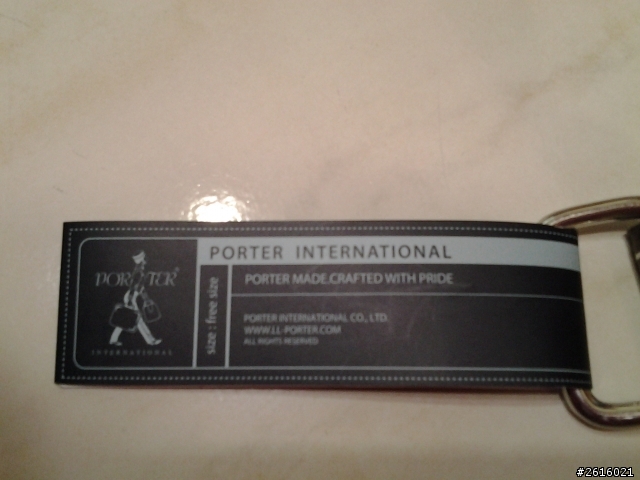 PORTER
INTERNATIONAL
size : free size
PORTER INTERNATIONAL
PORTER MADE.CRAFTED WITH PRIDE
PORTER INTERNATIONAL CO., LTD.
WWW.LL-PORTER.COM
ALL RIGHTS RESERVED
#2616021